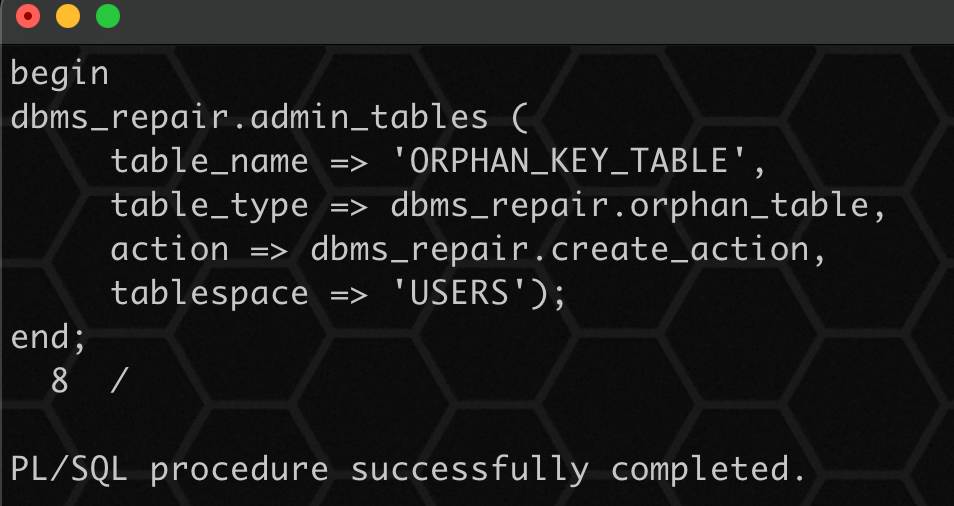 begin
dbms_repair.admin_tables (
     table_name => 'ORPHAN_KEY_TABLE',
     table_type => dbms_repair.orphan_table,
     action => dbms_repair.create_action,
     tablespace => 'USERS');
end;
  8  /
PL/SQL procedure successfully completed.